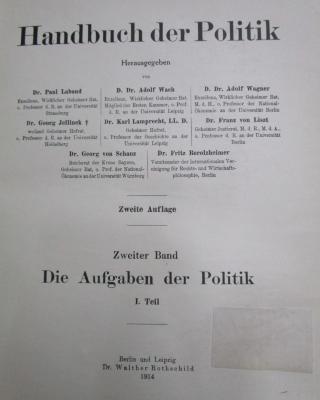 Handbuch der Politik
Herausgegeben
von
Dr. Paul Laband
Exzellenz, Wirklicher Geheimer Rat,
o. Professor d. R. an der Universität
Strassburg
D. Dr. Adolf Wach
Exzellenz, Wirklicher Geheimer Rat,
Mitglied der Ersten Kammer, o. Prof.
d. R. an der Universität Leipzig
D. Dr. Adolf Wagner
Exzellenz, Wirklicher Geheimer Rat,
M. d. H., o. Professor der National-
Ökonomie an der Universität Berlin
Dr. Georg Jellinek †
weiland Geheimer Hofrat,
o. Professor d. R. an der Universität
Heidelberg
Dr. Karl Lamprecht, LL. D.
Geheimer Hofrat,
o. Professor der Geschichte an der
Universität Leipzig
Dr. Franz von Liszt
Geheimer Justizrat, M. d. R., M. d. A.,
o. Professor d. R. an der Universität
Berlin
Dr. Georg von Schanz
Reichsrat der Krone Bayern,
Geheimer Rat, o. Prof. der National-
Ökonomie an der Universität Würzburg
Dr. Fritz Berolzheimer
Vorsitzender der Internationalen Ver-
einigung für Rechts- und Wirtschafts-
philosophie, Berlin
Zweite Auflage
Zweiter Band
Die Aufgaben der Politik
I. Teil
Berlin und Leipzig
Dr. Walther Rothschild
1914